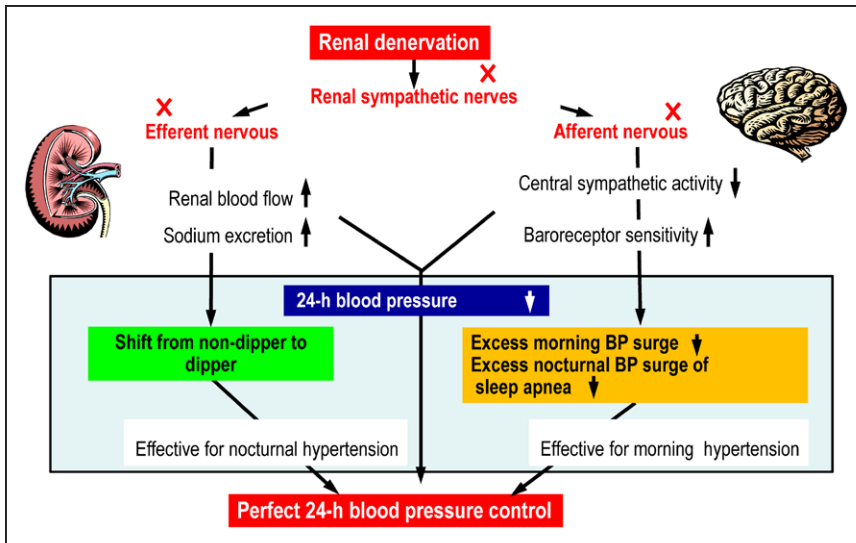 Renal denervation
Renal sympathetic nerves
Efferent nervous
Afferent nervous
Renal blood flow
Sodium excretion
Central sympathetic activity
Baroreceptor sensitivity
24-h blood pressure
Shift from non-dipper to
dipper
Excess morning BP surge
Excess nocturnal BP surge of
sleep apnea
Effective for nocturnal hypertension
Effective for morning hypertension
Perfect 24-h blood pressure control